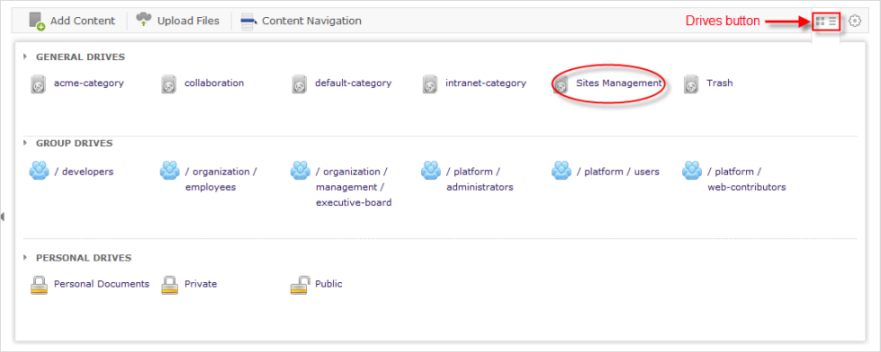 Add Content Upload Files Content Navigation Drives button
GENERAL DRIVES
acme-category collaboration default-category intranet-category Sites Management Trash
GROUP DRIVES
/ developers / organization / / organization / / platform / / platform / users / platform /
employees management / administrators web-contributors
executive-board
PERSONAL DRIVES
Personal Documents Private Public